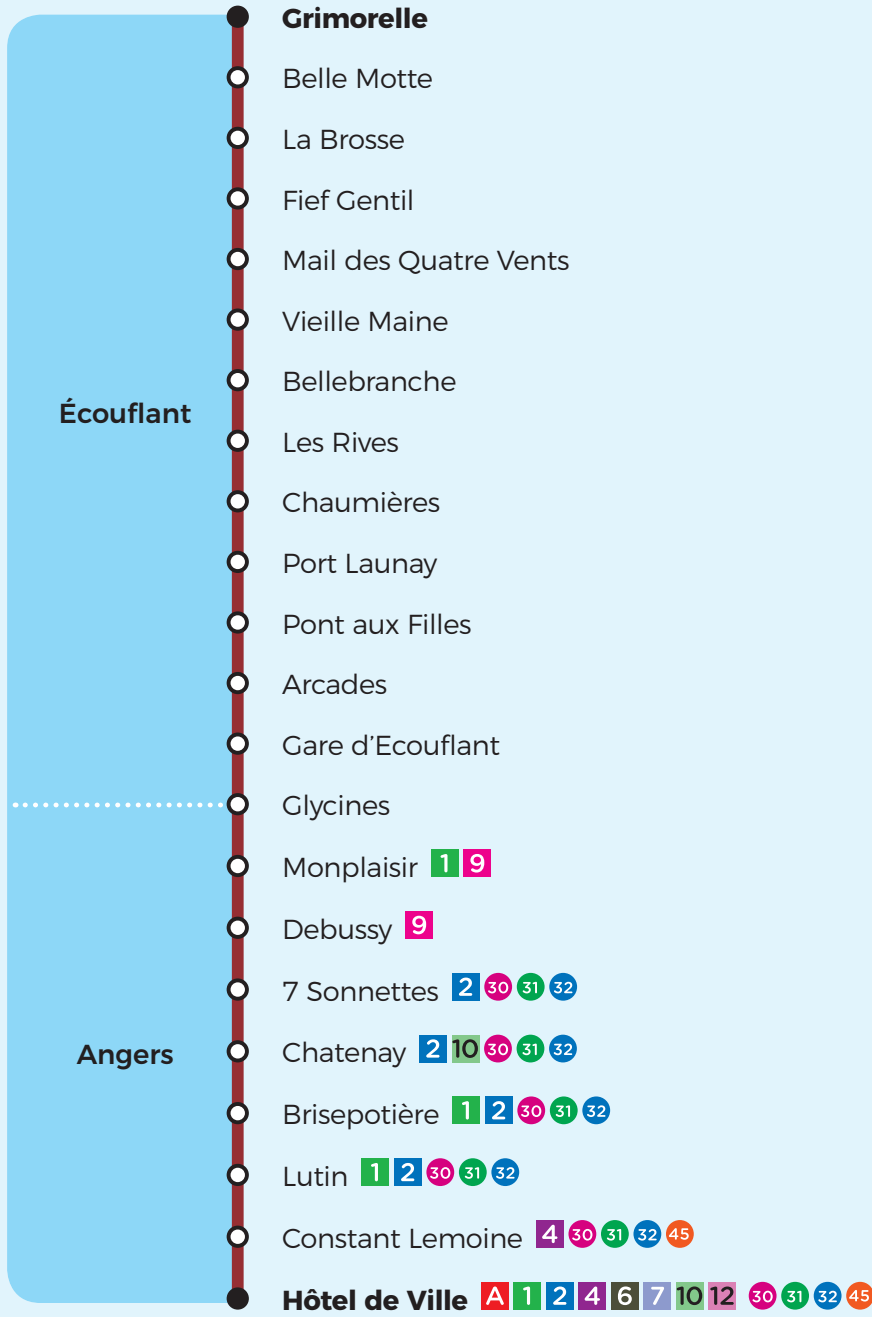 Grimorelle
Belle Motte
La Brosse
Fief Gentil
Mail des Quatre Vents
Vieille Maine
Bellebranche
Écouflant
Les Rives
Chaumières
Port Launay
Pont aux Filles
Arcades
Gare d'Ecouflant
Glycines
Monplaisir 1 9
Debussy 9
7 Sonnettes 2 30 31 32
Angers
Chatenay 2 10 30 31 32
Brisepotière 1 2 30 31 32
Lutin 1 2 30 31 32
Constant Lemoine 4 30 31 32 45
Hôtel de Ville A 1 2 4 6 7 10 12 30 31 32 45